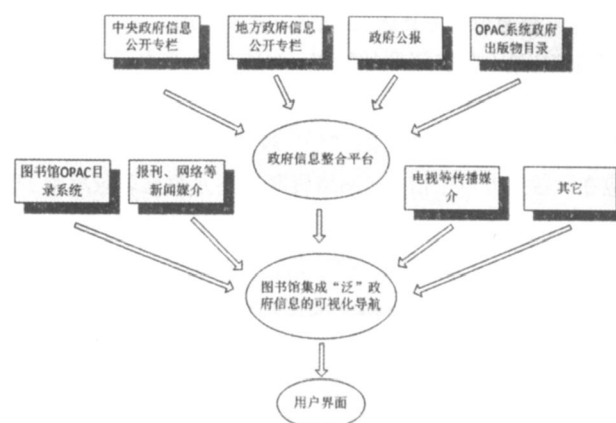 中央政府信息
公开专栏
地方政府信息
公开专栏
政府公报
OPAC系统政府
出版物目录
政府信息整合平台
图书馆OPAC目
录系统
报刊、网络等
新闻媒介
电视等传播媒
介
其它
图书馆集成“泛”政
府信息的可视化导航
用户界面